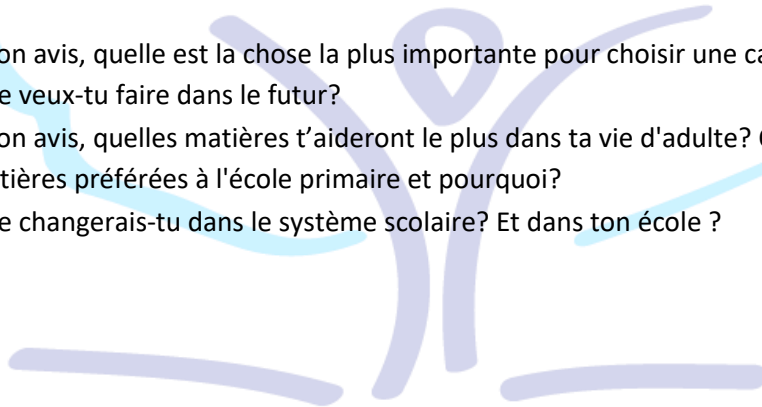 on avis, quelle est la chose la plus importante pour choisir une
e veux-tu faire dans le futur?
on avis, quelles matières t’aideront le plus dans ta vie d'adulte?
tières préférées à l'école primaire et pourquoi?
e changerais-tu dans le système scolaire? Et dans ton école ?